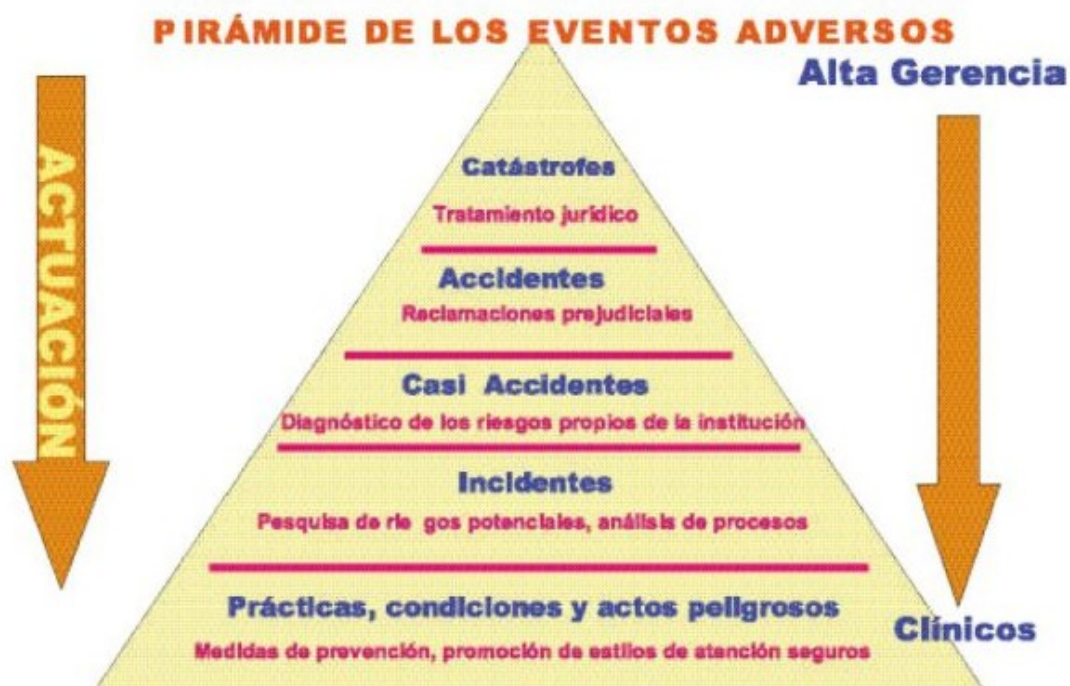 PIRÁMIDE DE LOS EVENTOS ADVERSOS
Alta Gerencia
ACTUACIÓN
Catástrofes
Tratamiento jurídico
Accidentes
Reclamaciones prejudiciales
Casi Accidentes
Diagnóstico de los riesgos propios de la institución
Incidentes
Pesquisa de rie gos potenciales, análisis de procesos
Prácticas, condiciones y actos peligrosos
Clínicos
Medidas de prevención, promoción de estilos de atención seguros